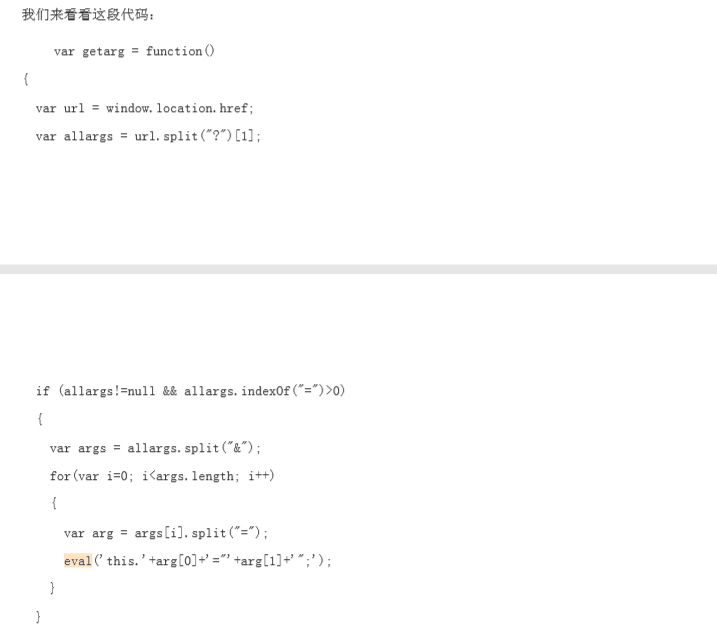 我们来看看这段代码：
var getarg = function()
{
var url = window.location.href;
var allargs = url.split("?")[1];
if (allargs!=null && allargs.indexOf("=")>0)
{
var args = allargs.split("&");
for(var i=0; i<args.length; i++)
{
var arg = args[i].split("=");
eval('this.'+arg[0]+'="'+arg[1]+'";');
}
}